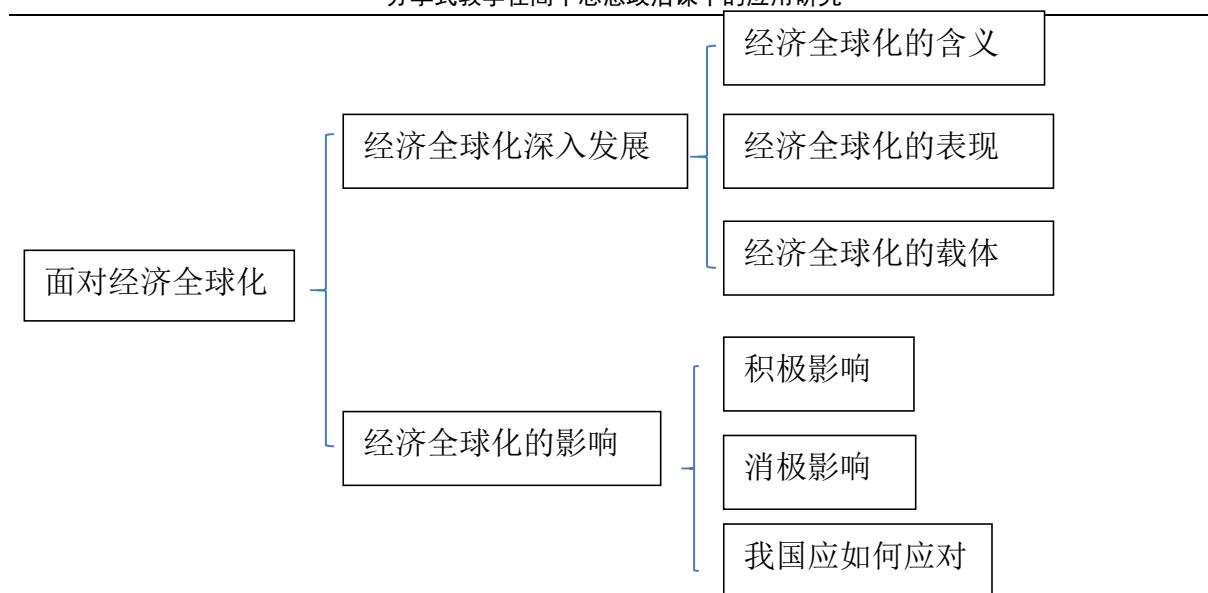 经济全球化的含义
经济全球化深入发展
经济全球化的表现
经济全球化的载体
面对经济全球化
积极影响
经济全球化的影响
消极影响
我国应如何应对